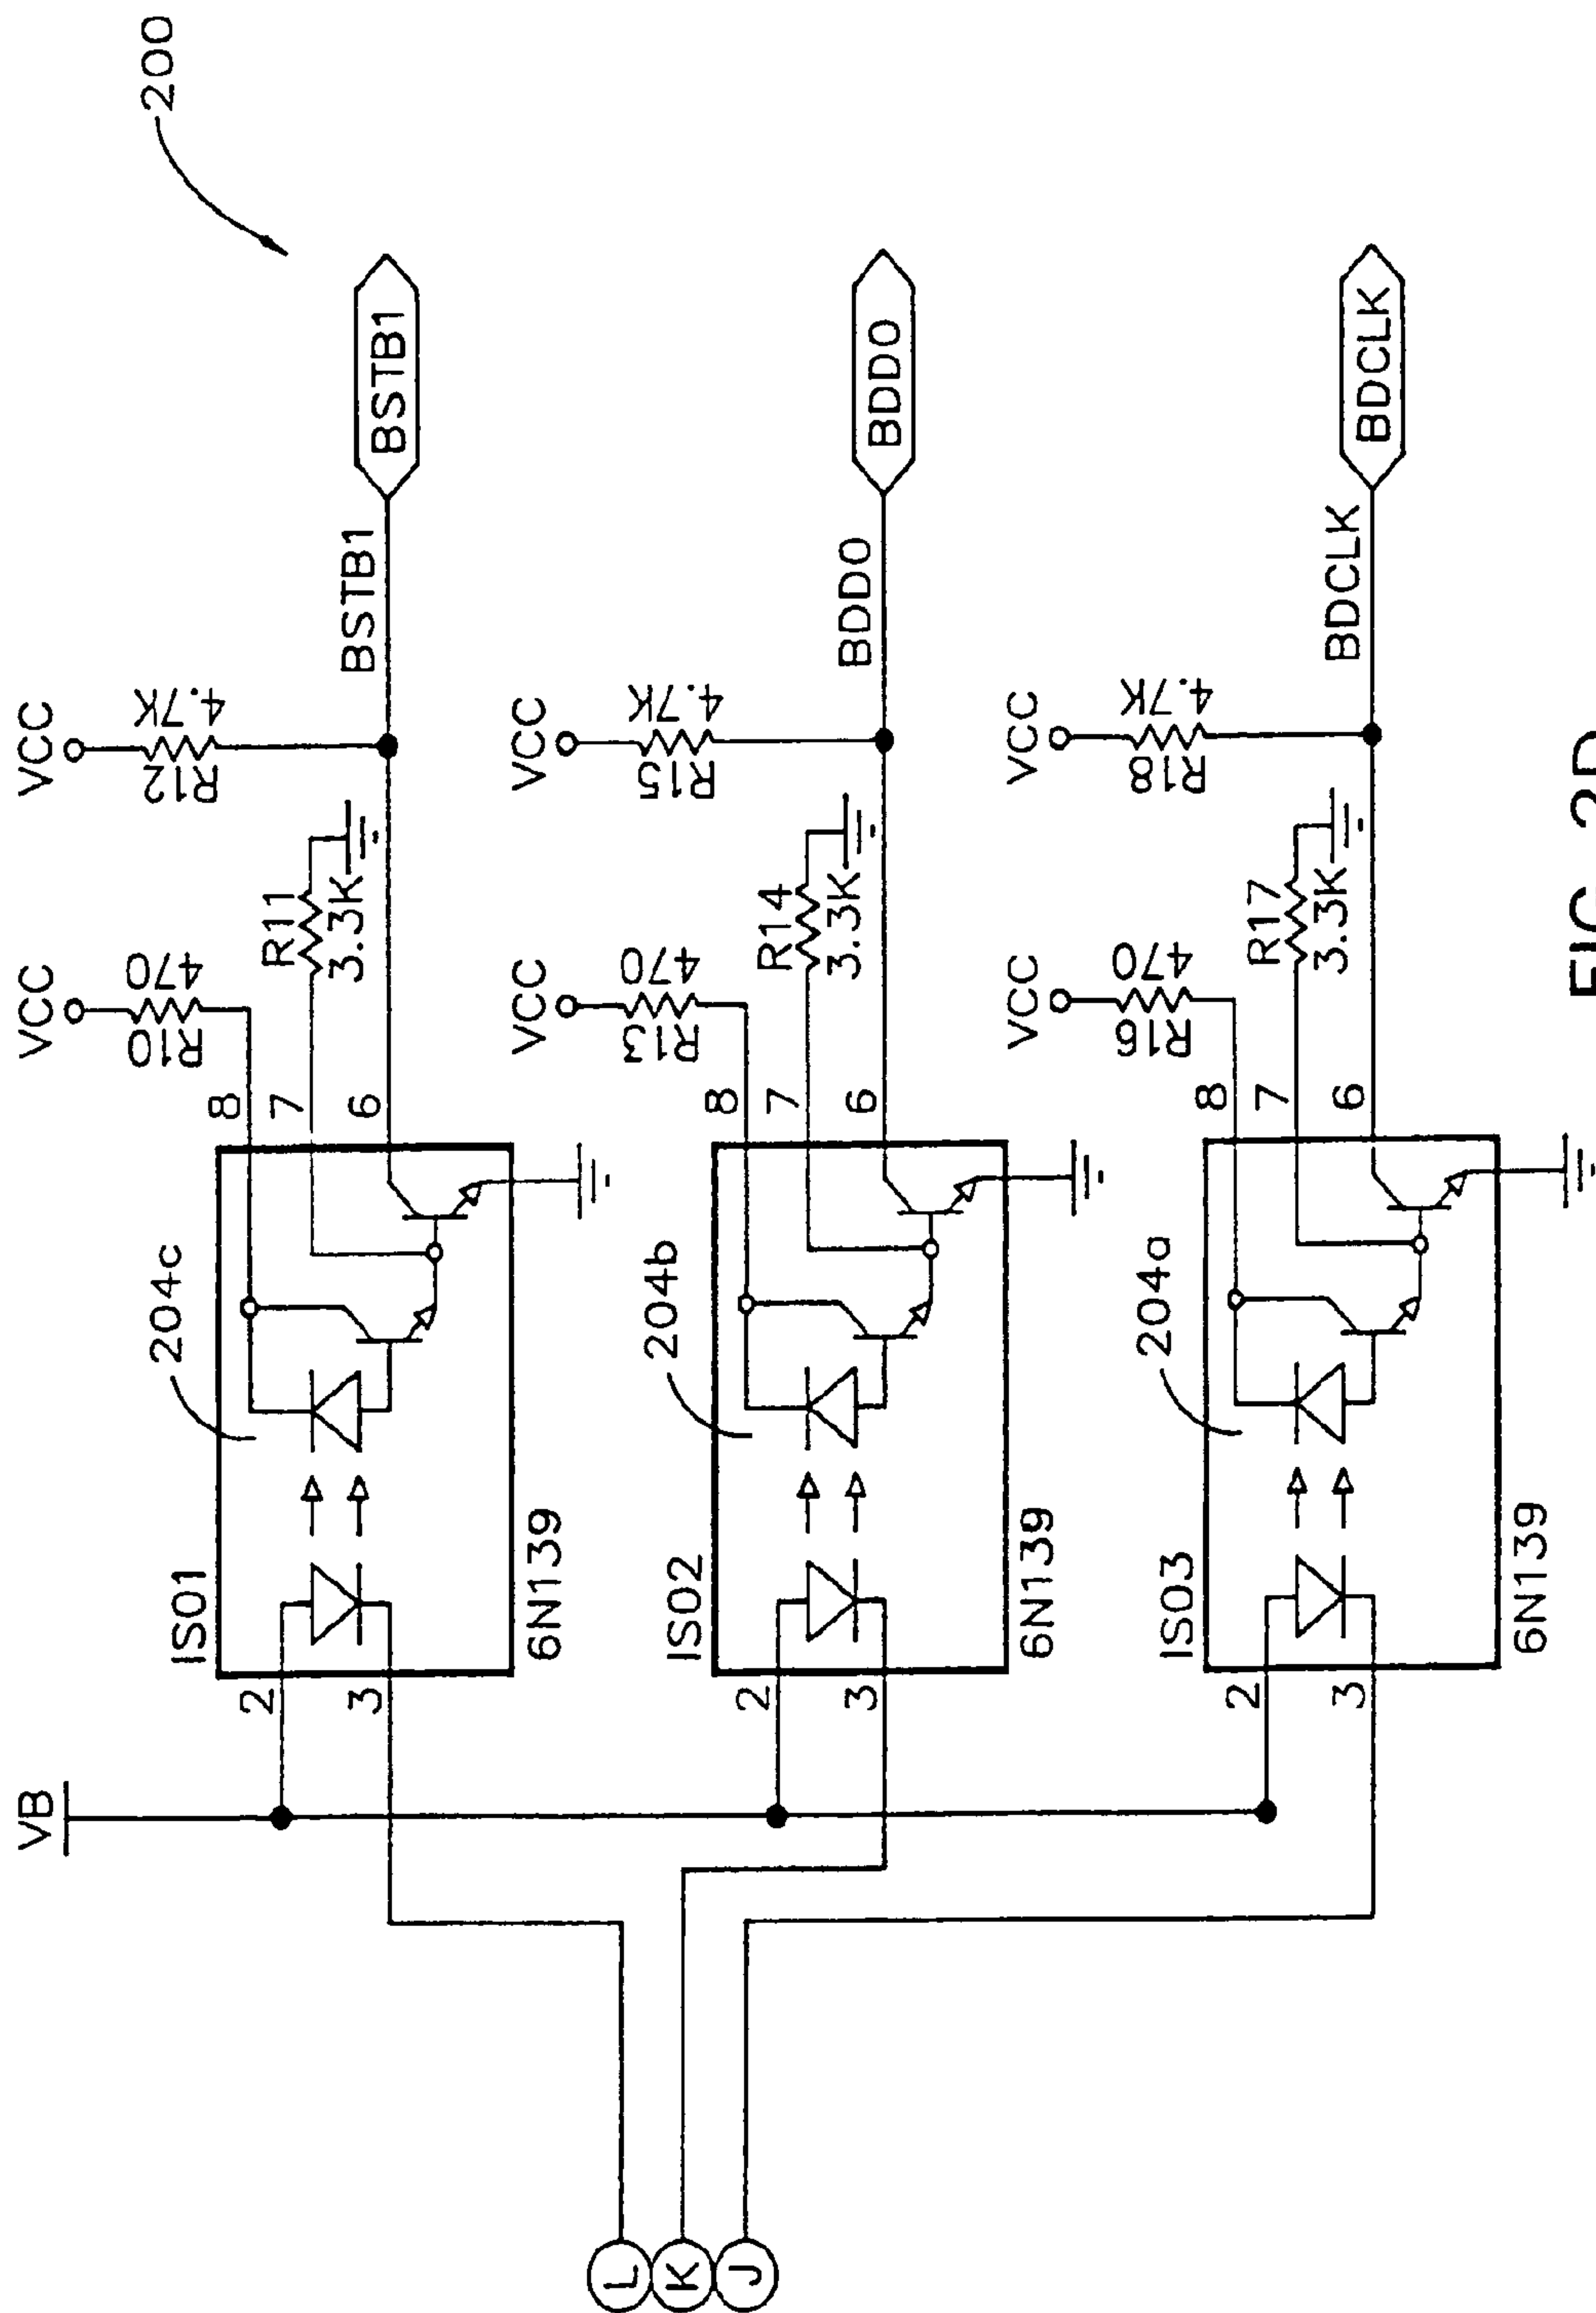 200
VB
L
K
J
2
3
IS01
6N139
204c
8
7
6
VCC
R10
470
R11
3.3K
VCC
R12
4.7K
BSTB1
BSTB1
2
3
IS02
6N139
204b
8
7
6
VCC
R13
470
R14
3.3K
VCC
R15
4.7K
BDD0
BDD0
2
3
IS03
6N139
204a
8
7
6
VCC
R16
470
R17
3.3K
VCC
R18
4.7K
BDCLK
BDCLK